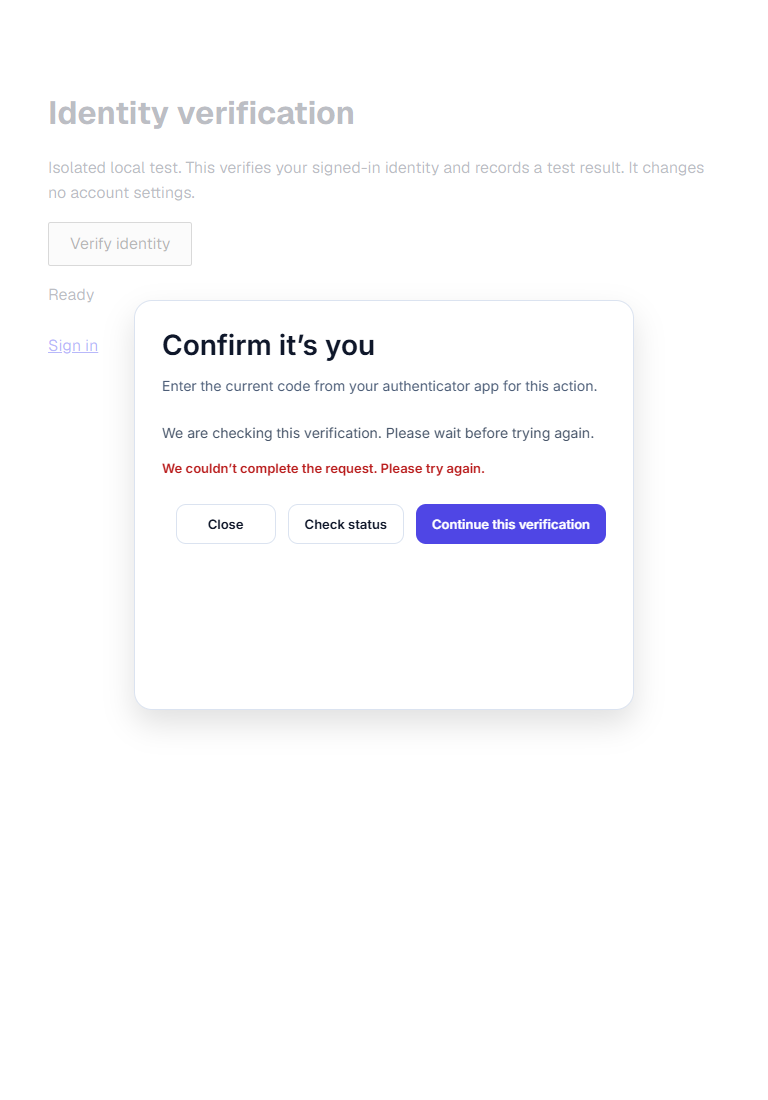 Identity verification
Isolated local test. This verifies your signed-in identity and records a test result. It changes
no account settings.
Verify identity
Ready
Sign in
Confirm it’s you
Enter the current code from your authenticator app for this action.
We are checking this verification. Please wait before trying again.
We couldn’t complete the request. Please try again.
Close
Check status
Continue this verification